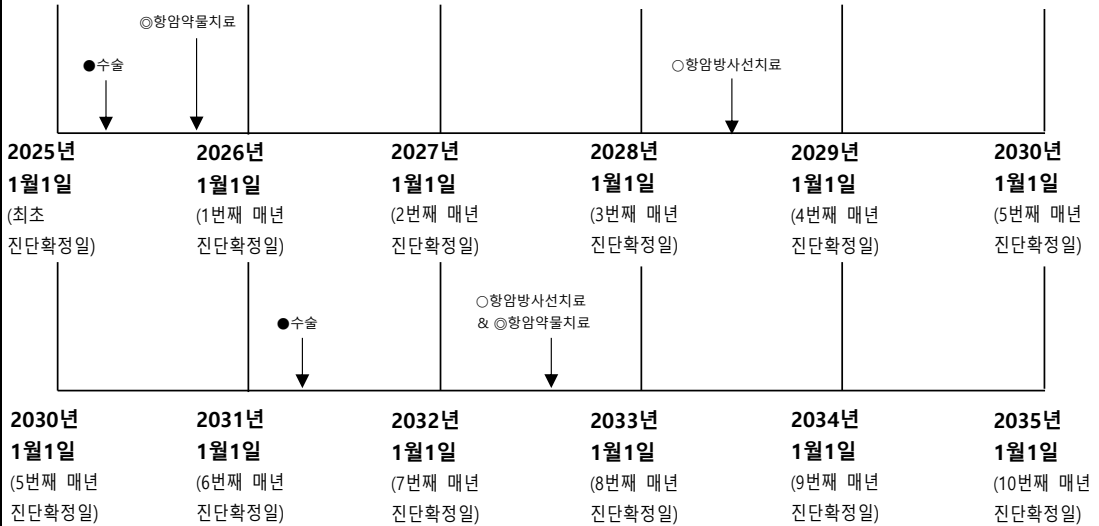 ◎항암약물치료
●수술
○항암방사선치료
2025년 2026년 2027년 2028년 2029년 2030년
1월1일 1월1일 1월1일 1월1일 1월1일 1월1일
(최초 (1번째 매년 (2번째 매년 (3번째 매년 (4번째 매년 (5번째 매년
진단확정일) 진단확정일) 진단확정일) 진단확정일) 진단확정일) 진단확정일)
○항암방사선치료
& ◎항암약물치료
●수술
2030년 2031년 2032년 2033년 2034년 2035년
1월1일 1월1일 1월1일 1월1일 1월1일 1월1일
(5번째 매년 (6번째 매년 (7번째 매년 (8번째 매년 (9번째 매년 (10번째 매년
진단확정일) 진단확정일) 진단확정일) 진단확정일) 진단확정일) 진단확정일)